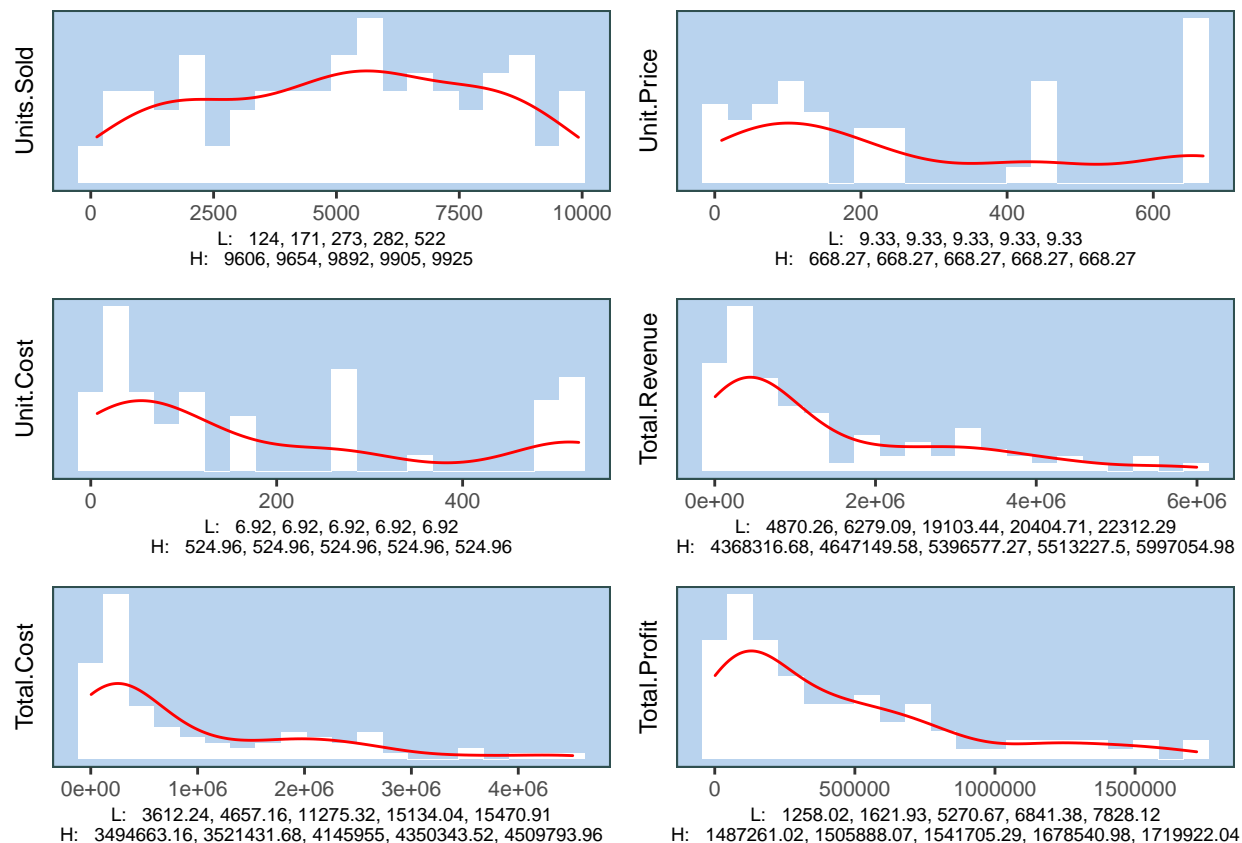 Units.Sold
0 2500 5000 7500 10000
L: 124, 171, 273, 282, 522
H: 9606, 9654, 9892, 9905, 9925
Unit.Price
0 200 400 600
L: 9.33, 9.33, 9.33, 9.33, 9.33
H: 668.27, 668.27, 668.27, 668.27, 668.27
Unit.Cost
0 200 400
L: 6.92, 6.92, 6.92, 6.92, 6.92
H: 524.96, 524.96, 524.96, 524.96, 524.96
Total.Revenue
0e+00 2e+06 4e+06 6e+06
L: 4870.26, 6279.09, 19103.44, 20404.71, 22312.29
H: 4368316.68, 4647149.58, 5396577.27, 5513227.5, 5997054.98
Total.Cost
0e+00 1e+06 2e+06 3e+06 4e+06
L: 3612.24, 4657.16, 11275.32, 15134.04, 15470.91
H: 3494663.16, 3521431.68, 4145955, 4350343.52, 4509793.96
Total.Profit
0 500000 1000000 1500000
L: 1258.02, 1621.93, 5270.67, 6841.38, 7828.12
H: 1487261.02, 1505888.07, 1541705.29, 1678540.98, 1719922.04